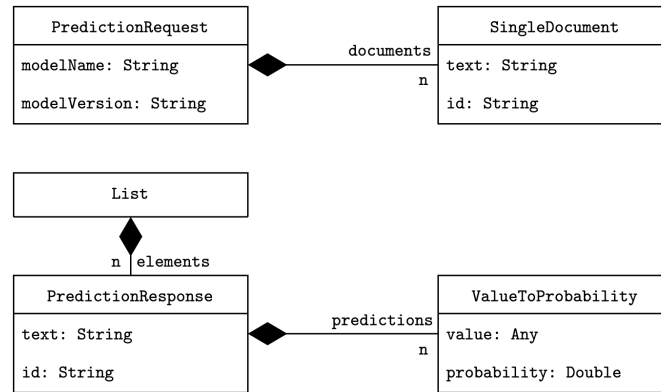 PredictionRequest
modelName: String
modelVersion: String
documents
n
SingleDocument
text: String
id: String
List
n elements
PredictionResponse
text: String
id: String
predictions
n
ValueToProbability
value: Any
probability: Double